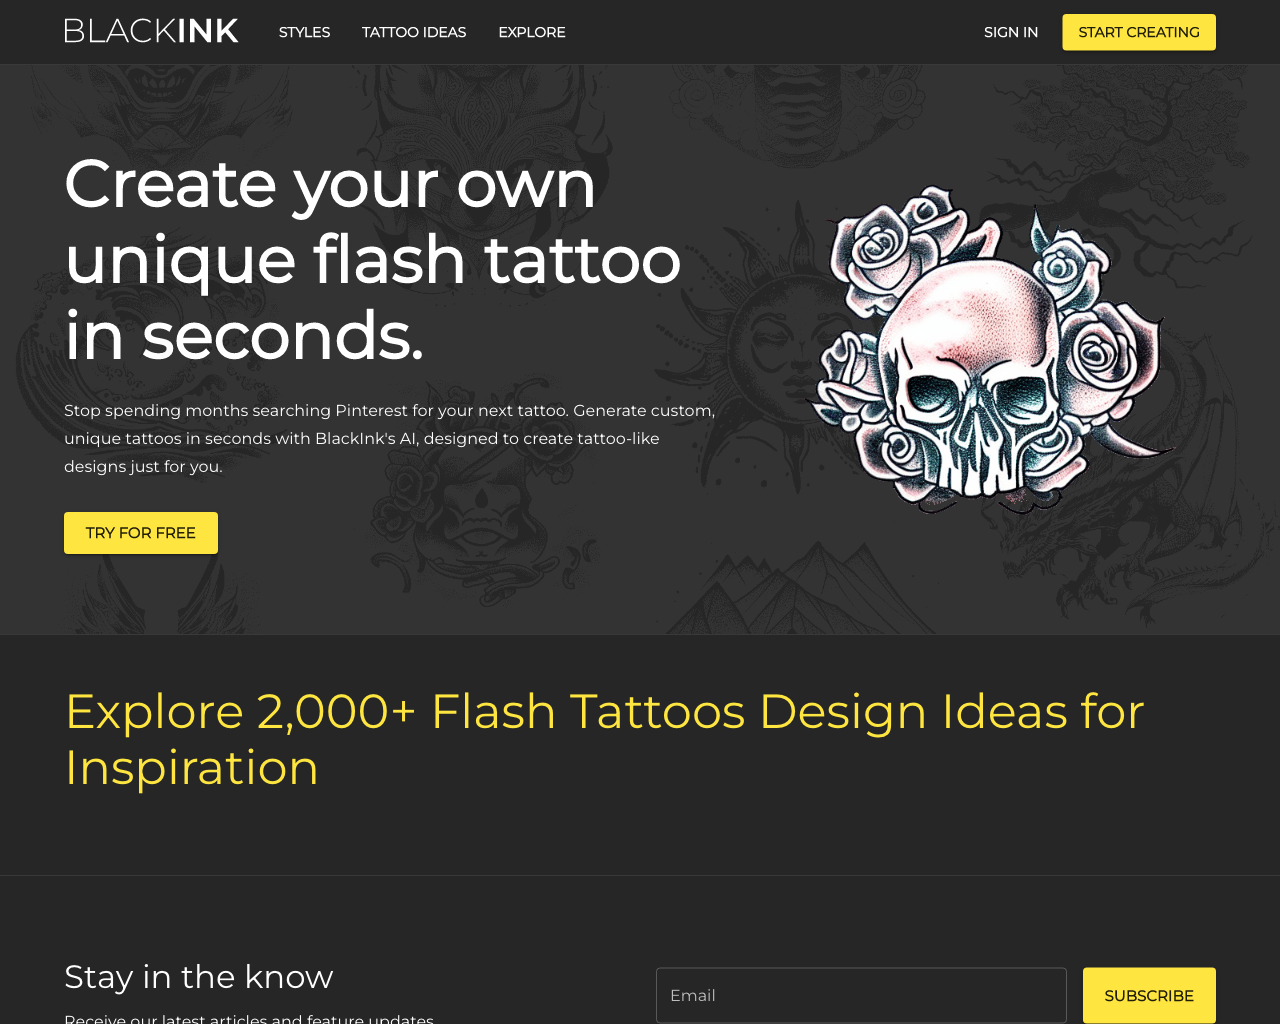 BLACKINK STYLES TATTOO IDEAS EXPLORE SIGN IN START CREATING
Create your own
unique flash tattoo
in seconds.
Stop spending months searching Pinterest for your next tattoo. Generate custom,
unique tattoos in seconds with BlackInk's AI, designed to create tattoo-like
designs just for you.
TRY FOR FREE
Explore 2,000+ Flash Tattoos Design Ideas for
Inspiration
Stay in the know
Receive our latest articles and feature updates
Email
SUBSCRIBE